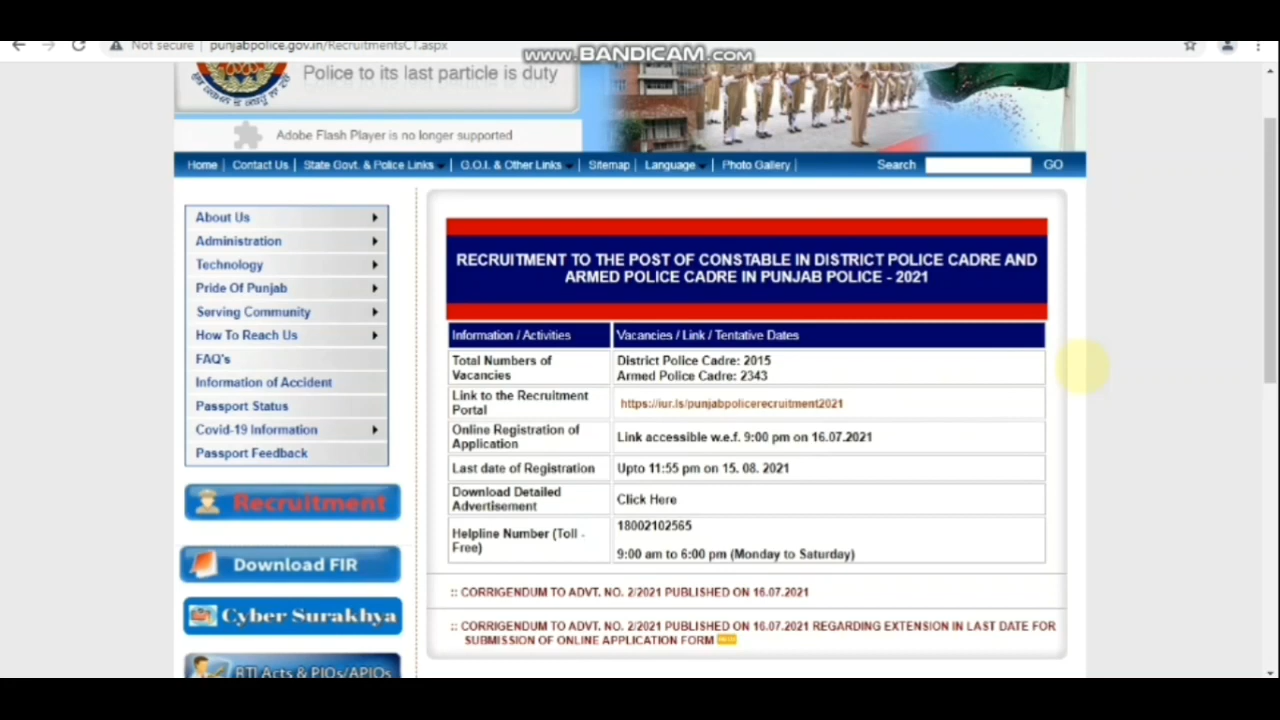 Not secure | punjabpolice.gov.in/RecruitmentsCT.aspx
www.BANDICAM.com
Police to its last particle is duty
Adobe Flash Player is no longer supported
Home | Contact Us | State Govt. & Police Links | G.O.I. & Other Links | Sitemap | Language | Photo Gallery | Search GO
About Us
Administration
Technology
Pride Of Punjab
Serving Community
How To Reach Us
FAQ's
Information of Accident
Passport Status
Covid-19 Information
Passport Feedback
Recruitment
Download FIR
Cyber Surakhya
RTI Acts & PIOs/APIOs
RECRUITMENT TO THE POST OF CONSTABLE IN DISTRICT POLICE CADRE AND
ARMED POLICE CADRE IN PUNJAB POLICE - 2021
Information / Activities Vacancies / Link / Tentative Dates
Total Numbers of
Vacancies
District Police Cadre: 2015
Armed Police Cadre: 2343
Link to the Recruitment
Portal
https://iur.ls/punjabpolicerecruitment2021
Online Registration of
Application
Link accessible w.e.f. 9:00 pm on 16.07.2021
Last date of Registration Upto 11:55 pm on 15. 08. 2021
Download Detailed
Advertisement
Click Here
Helpline Number (Toll -
Free)
18002102565
9:00 am to 6:00 pm (Monday to Saturday)
:: CORRIGENDUM TO ADVT. NO. 2/2021 PUBLISHED ON 16.07.2021
:: CORRIGENDUM TO ADVT. NO. 2/2021 PUBLISHED ON 16.07.2021 REGARDING EXTENSION IN LAST DATE FOR
SUBMISSION OF ONLINE APPLICATION FORM